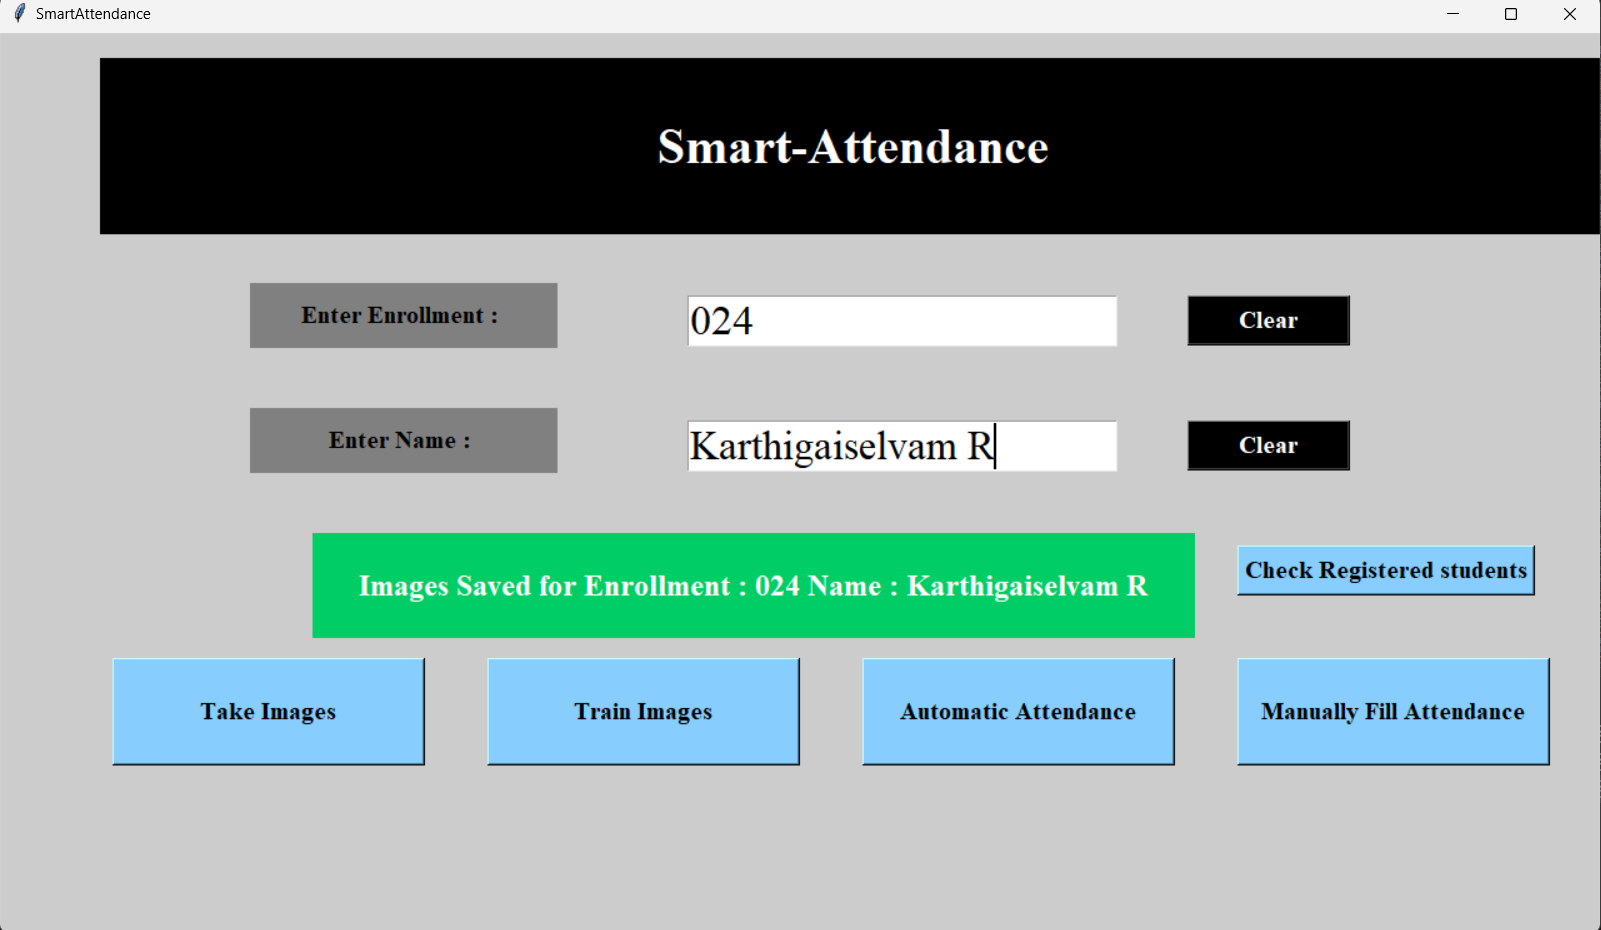 SmartAttendance
Smart-Attendance
Enter Enrollment :
024
Clear
Enter Name :
Karthigaiselvam R
Clear
Images Saved for Enrollment : 024 Name : Karthigaiselvam R
Check Registered students
Take Images
Train Images
Automatic Attendance
Manually Fill Attendance